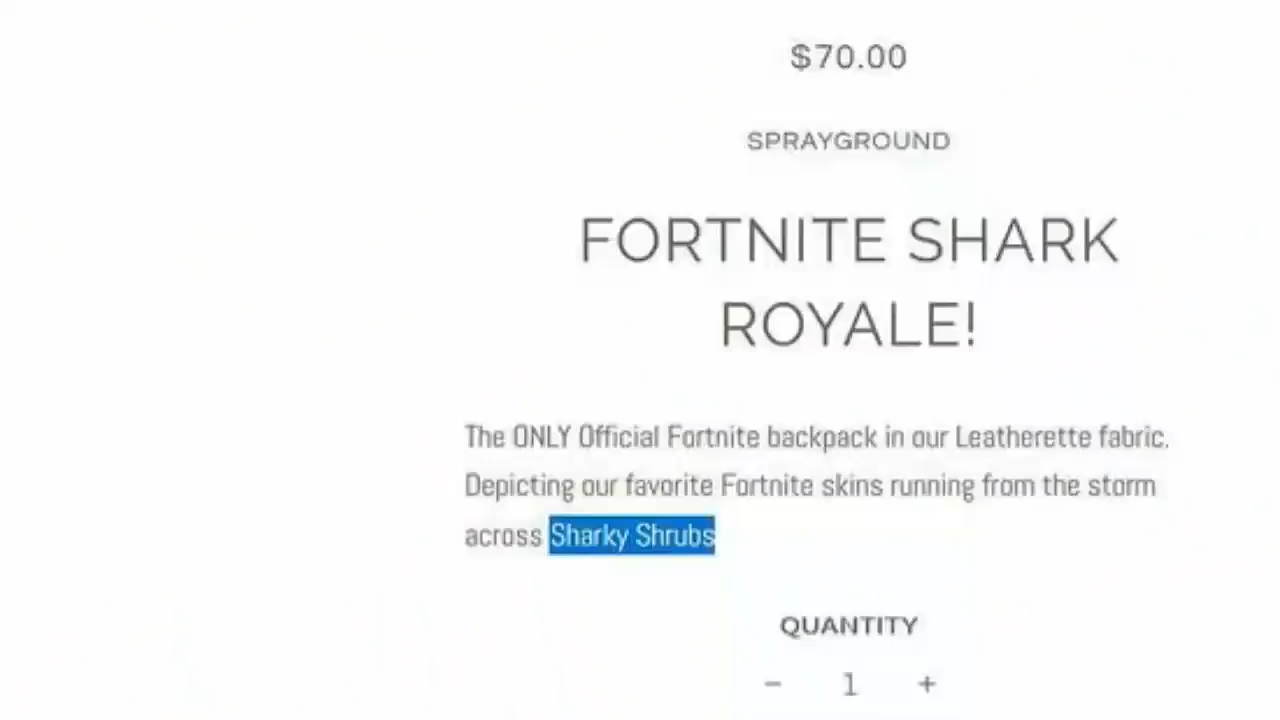 $70.00
SPRAYGROUND
FORTNITE SHARK
ROYALE!
The ONLY Official Fortnite backpack in our Leatherette fabric.
Depicting our favorite Fortnite skins running from the storm
across Sharky Shrubs
QUANTITY
− 1 +